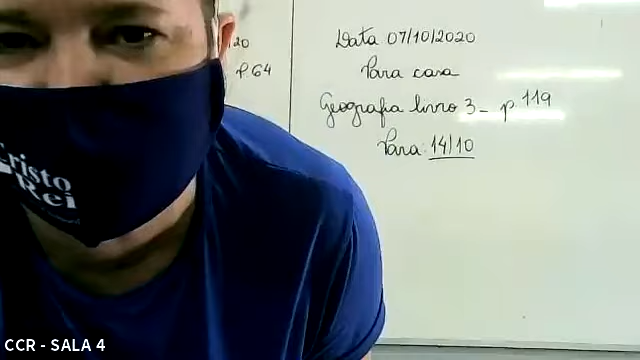 120
P. 64
Data 07/10/2020
Para casa
Geografia livro 3 - p 119
Para: 14/10
Cristo
Rei
CCR - SALA 4